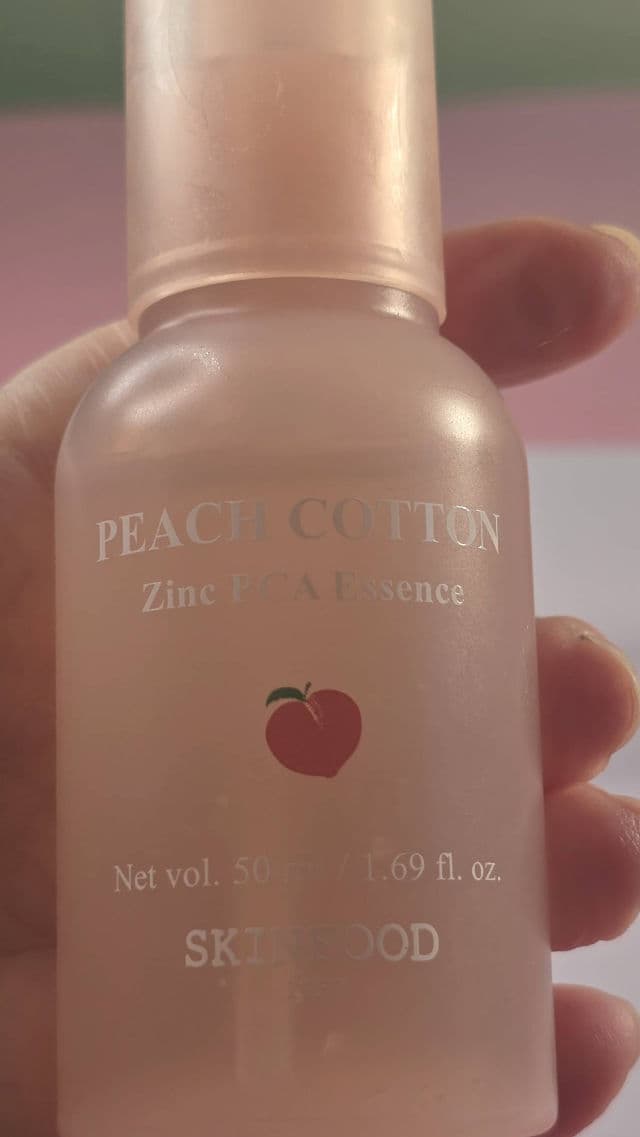 PEACH COTTON
Zinc PCA Essence
Net vol. 50 / 1.69 fl. oz.
SKINFOOD